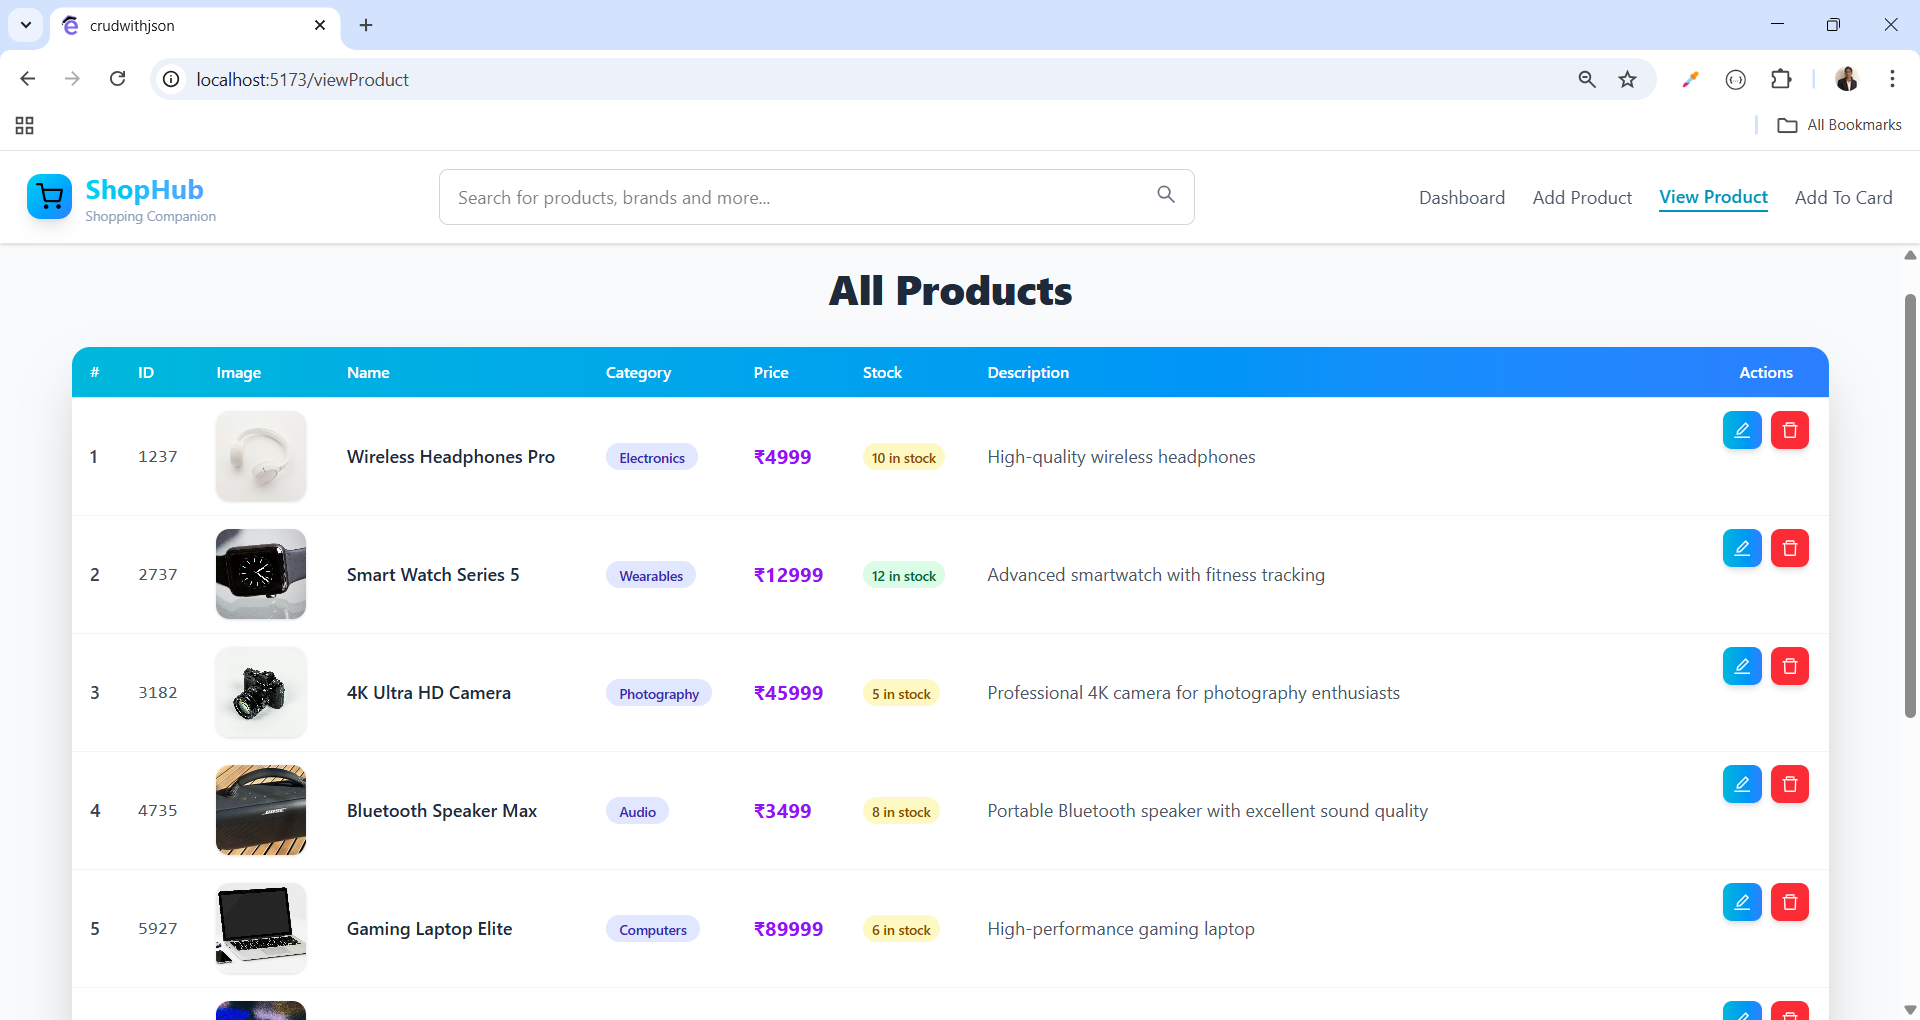 crudwithjson
localhost:5173/viewProduct
All Bookmarks
ShopHub
Shopping Companion
Search for products, brands and more...
Dashboard Add Product View Product Add To Card
All Products
# ID Image Name Category Price Stock Description Actions
1 1237 Wireless Headphones Pro Electronics ₹4999 10 in stock High-quality wireless headphones
2 2737 Smart Watch Series 5 Wearables ₹12999 12 in stock Advanced smartwatch with fitness tracking
3 3182 4K Ultra HD Camera Photography ₹45999 5 in stock Professional 4K camera for photography enthusiasts
4 4735 BOSE Bluetooth Speaker Max Audio ₹3499 8 in stock Portable Bluetooth speaker with excellent sound quality
5 5927 Gaming Laptop Elite Computers ₹89999 6 in stock High-performance gaming laptop